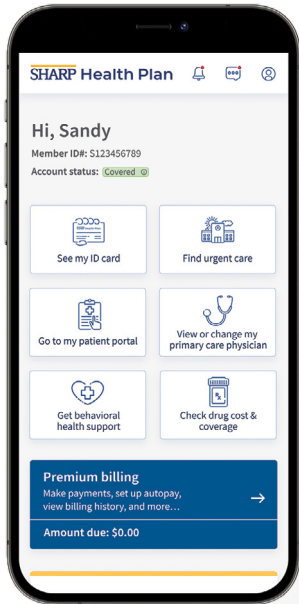 SHARP Health Plan
Hi, Sandy
Member ID#: S123456789
Account status: Covered
See my ID card
Find urgent care
Go to my patient portal
View or change my
primary care physician
Get behavioral
health support
Check drug cost &
coverage
Premium billing
Make payments, set up autopay,
view billing history, and more...
Amount due: $0.00